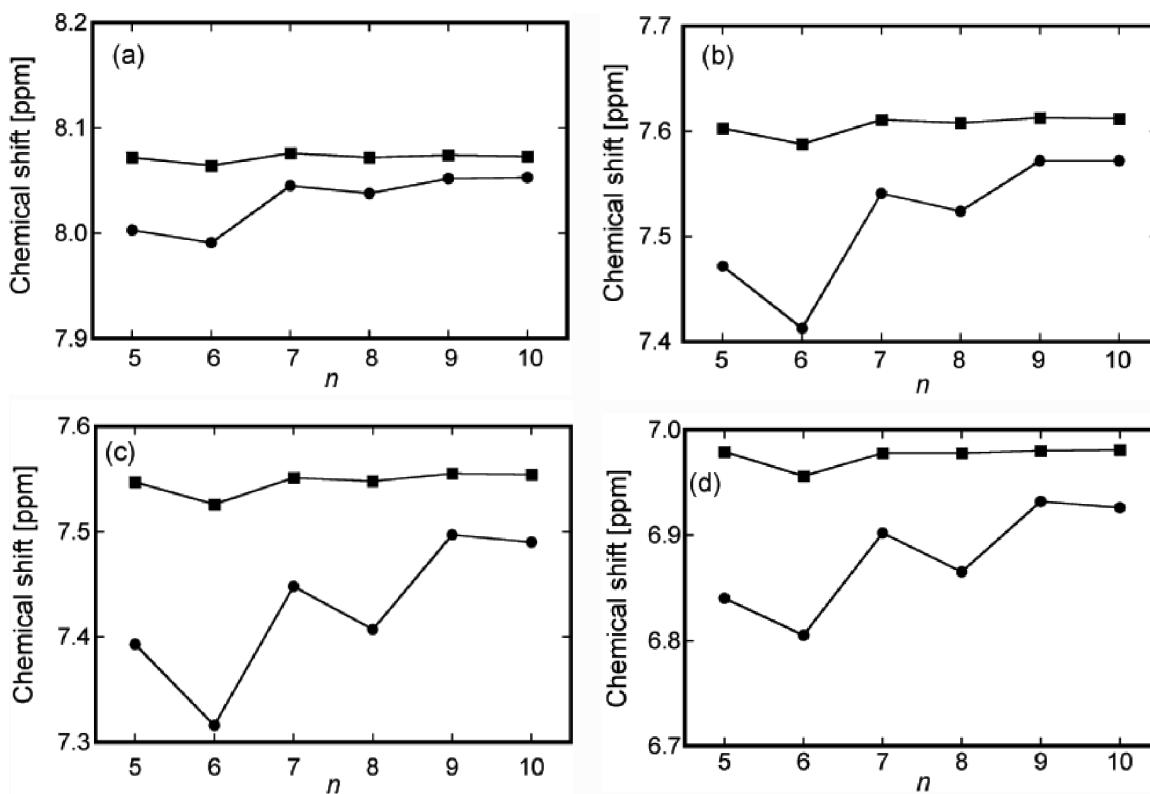 (a)
Chemical shift [ppm]
8.2
8.1
8.0
7.9
5 6 7 8 9 10
n
(b)
Chemical shift [ppm]
7.7
7.6
7.5
7.4
5 6 7 8 9 10
n
(c)
Chemical shift [ppm]
7.6
7.5
7.4
7.3
5 6 7 8 9 10
n
(d)
Chemical shift [ppm]
7.0
6.9
6.8
6.7
5 6 7 8 9 10
n